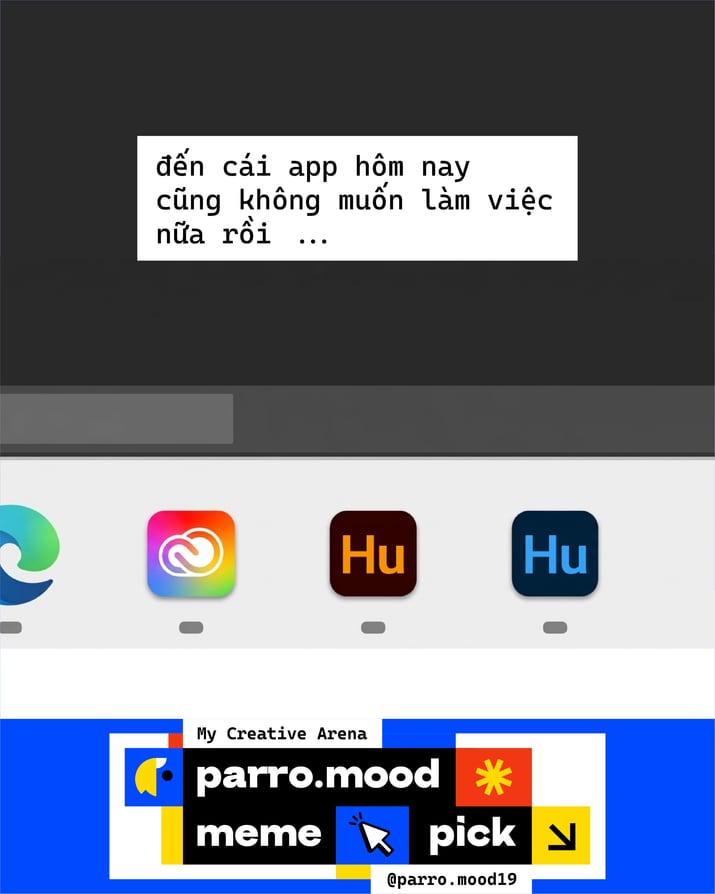 đến cái app hôm nay
cũng không muốn làm việc
nữa rồi ...
Hu
Hu
My Creative Arena
parro.mood
meme pick
@parro.mood19